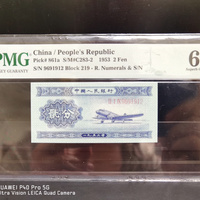 PMG
China / People's Republic
Pick# 861a S/M#C283-2 1953 2 Fen
S/N 9691912 Block 219 - R. Numerals & S/N
6
中国人民银行
贰分
HUAWEI P40 Pro 5G
Ultra Vision LEICA Quad Camera